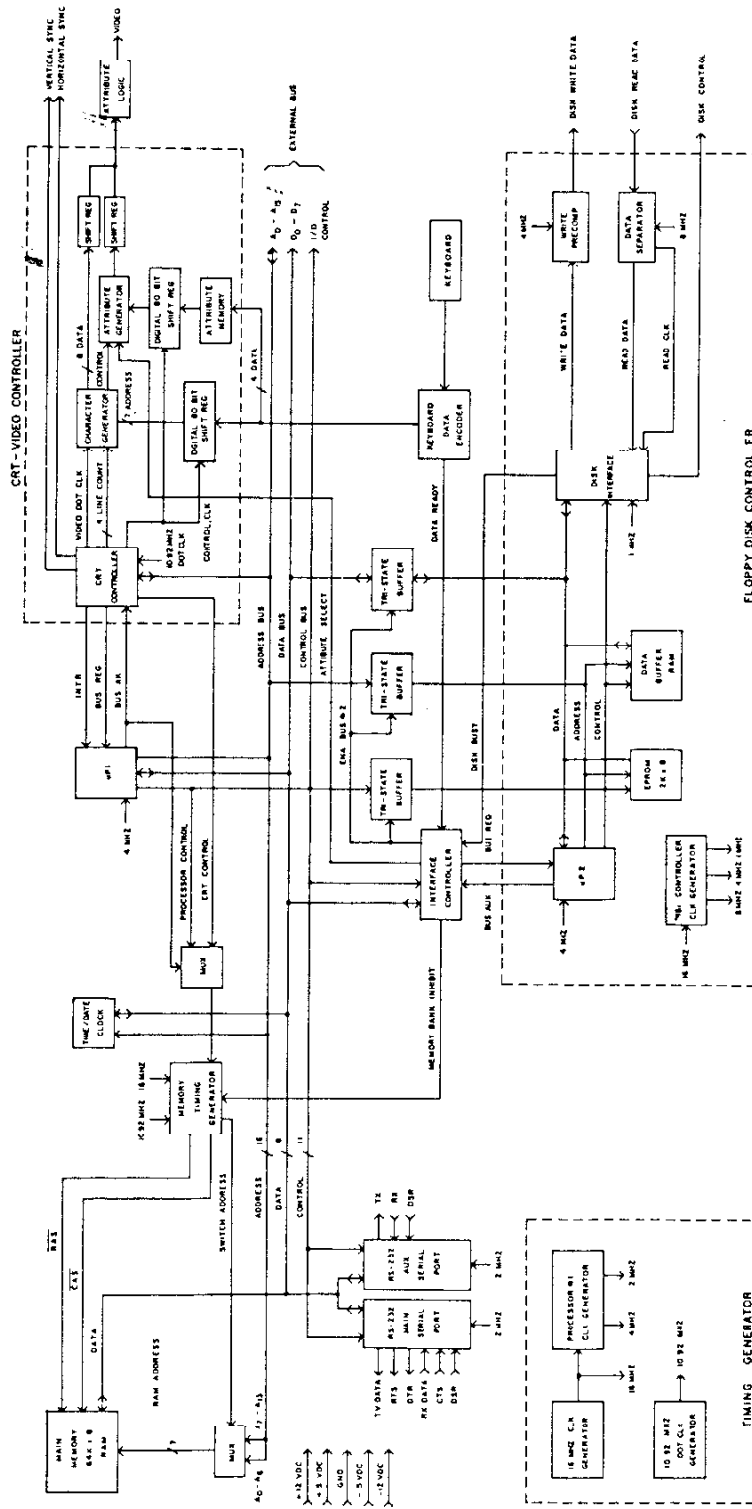 VERTICAL SYNC
HORIZONTAL SYNC
VIDEO
ATTRIBUTE
LOGIC
CRT-VIDEO CONTROLLER
SHIFT REG
SHIFT REG
8 DATA
CONTROL
ATTRIBUTE
GENERATOR
DIGITAL 80 BIT
SHIFT REG
ATTRIBUTE
MEMORY
CHARACTER
GENERATOR
7 ADDRESS
DGITAL 80 BIT
SHIFT REG
4 DATA
VIDEO DOT CLK
4 LINE COUNT
CRT
CONTROLLER
10 92 MHZ
DOT CLK
CONTROL, CLK
INTR
BUS REG
BUS AK
4 MHZ
PROCESSOR CONTROL
CRT CONTROL
MUX
TIME/DATE
CLOCK
10 92 MHZ
16 MHZ
MEMORY
TIMING
GENERATOR
RAS
CAS
DATA
SWITCH ADDRESS
RAM ADDRESS
MAIN
MEMORY
64K x 8
RAM
7
MUX
A0 - A6
A7 - A15
ADDRESS
16
DATA
8
CONTROL
11
ADDRESS BUS
DATA BUS
CONTROL BUS
ATTIBUTE SELECT
A0 - A15
D0 - D7
I/O
CONTROL
EXTERNAL BUS
KEYBOARD
KEYBOARD
DATA
ENCODER
DATA READY
TRI-STATE
BUFFER
TRI-STATE
BUFFER
TRI-STATE
BUFFER
ENA BUS #2
INTERFACE
CONTROLLER
MEMORY BANK INHIBIT
DISK BUSY
BUS REG
BUS AUK
+12 VDC
+5 VDC
GND
-5 VDC
-12 VDC
RS-232
MAIN
SERIAL
PORT
RS-232
AUX
SERIAL
PORT
TX DATA
RTS
DTR
RX DATA
CTS
DSR
TX
RX
DSR
2 MHZ
2 MHZ
DISK WRITE DATA
DISK READ DATA
DISK CONTROL
4 MHZ
WRITE
PRECOMP
DATA
SEPARATOR
8 MHZ
WRITE DATA
READ DATA
READ CLK
DISK
INTERFACE
1 MHZ
DATA
ADDRESS
CONTROL
DATA
BUFFER
RAM
EPROM
2K x 8
4 MHZ
16 MHZ
CONTROLLER
CLK GENERATOR
8 MHZ 4 MHZ 1 MHZ
FLOPPY DISK CONTROLLER
16 MHZ CLK
GENERATOR
PROCESSOR #1
CLK GENERATOR
16 MHZ
4 MHZ
2 MHZ
10 92 MHZ
DOT CLK
GENERATOR
10 92 MHZ
TIMING GENERATOR